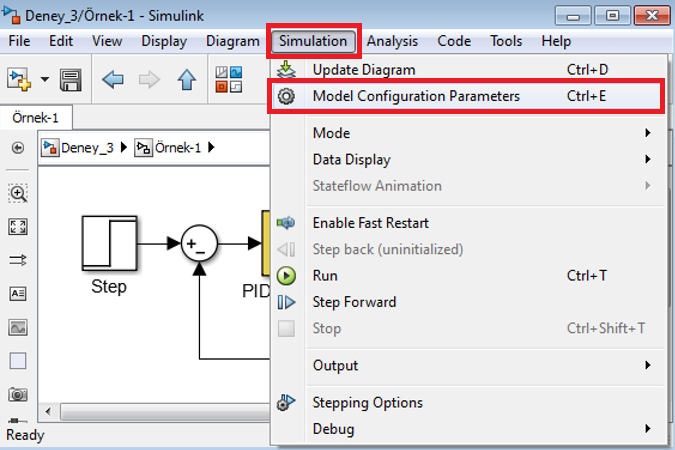 Deney_3/Örnek-1 - Simulink
File Edit View Display Diagram Simulation Analysis Code Tools Help
Update Diagram Ctrl+D
Model Configuration Parameters Ctrl+E
Örnek-1
Mode
Deney_3 Örnek-1
Data Display
Stateflow Animation
Enable Fast Restart
Step back (uninitialized)
Run Ctrl+T
Step
PID
Step Forward
Stop Ctrl+Shift+T
Output
Stepping Options
Debug
Ready